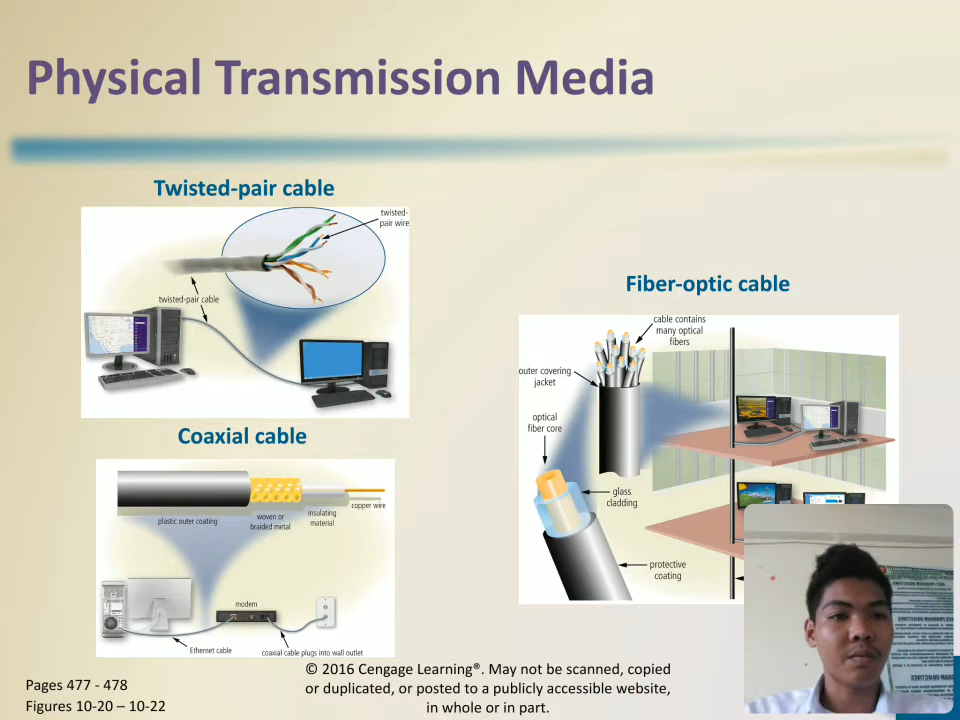 Physical Transmission Media
Twisted-pair cable
twisted-
pair wire
twisted-pair cable
Coaxial cable
plastic outer coating
woven or
braided metal
insulating
material
copper wire
modem
Ethernet cable
coaxial cable plugs into wall outlet
Fiber-optic cable
cable contains
many optical
fibers
outer covering
jacket
optical
fiber core
glass
cladding
protective
coating
Pages 477 - 478
Figures 10-20 – 10-22
© 2016 Cengage Learning®. May not be scanned, copied
or duplicated, or posted to a publicly accessible website,
in whole or in part.